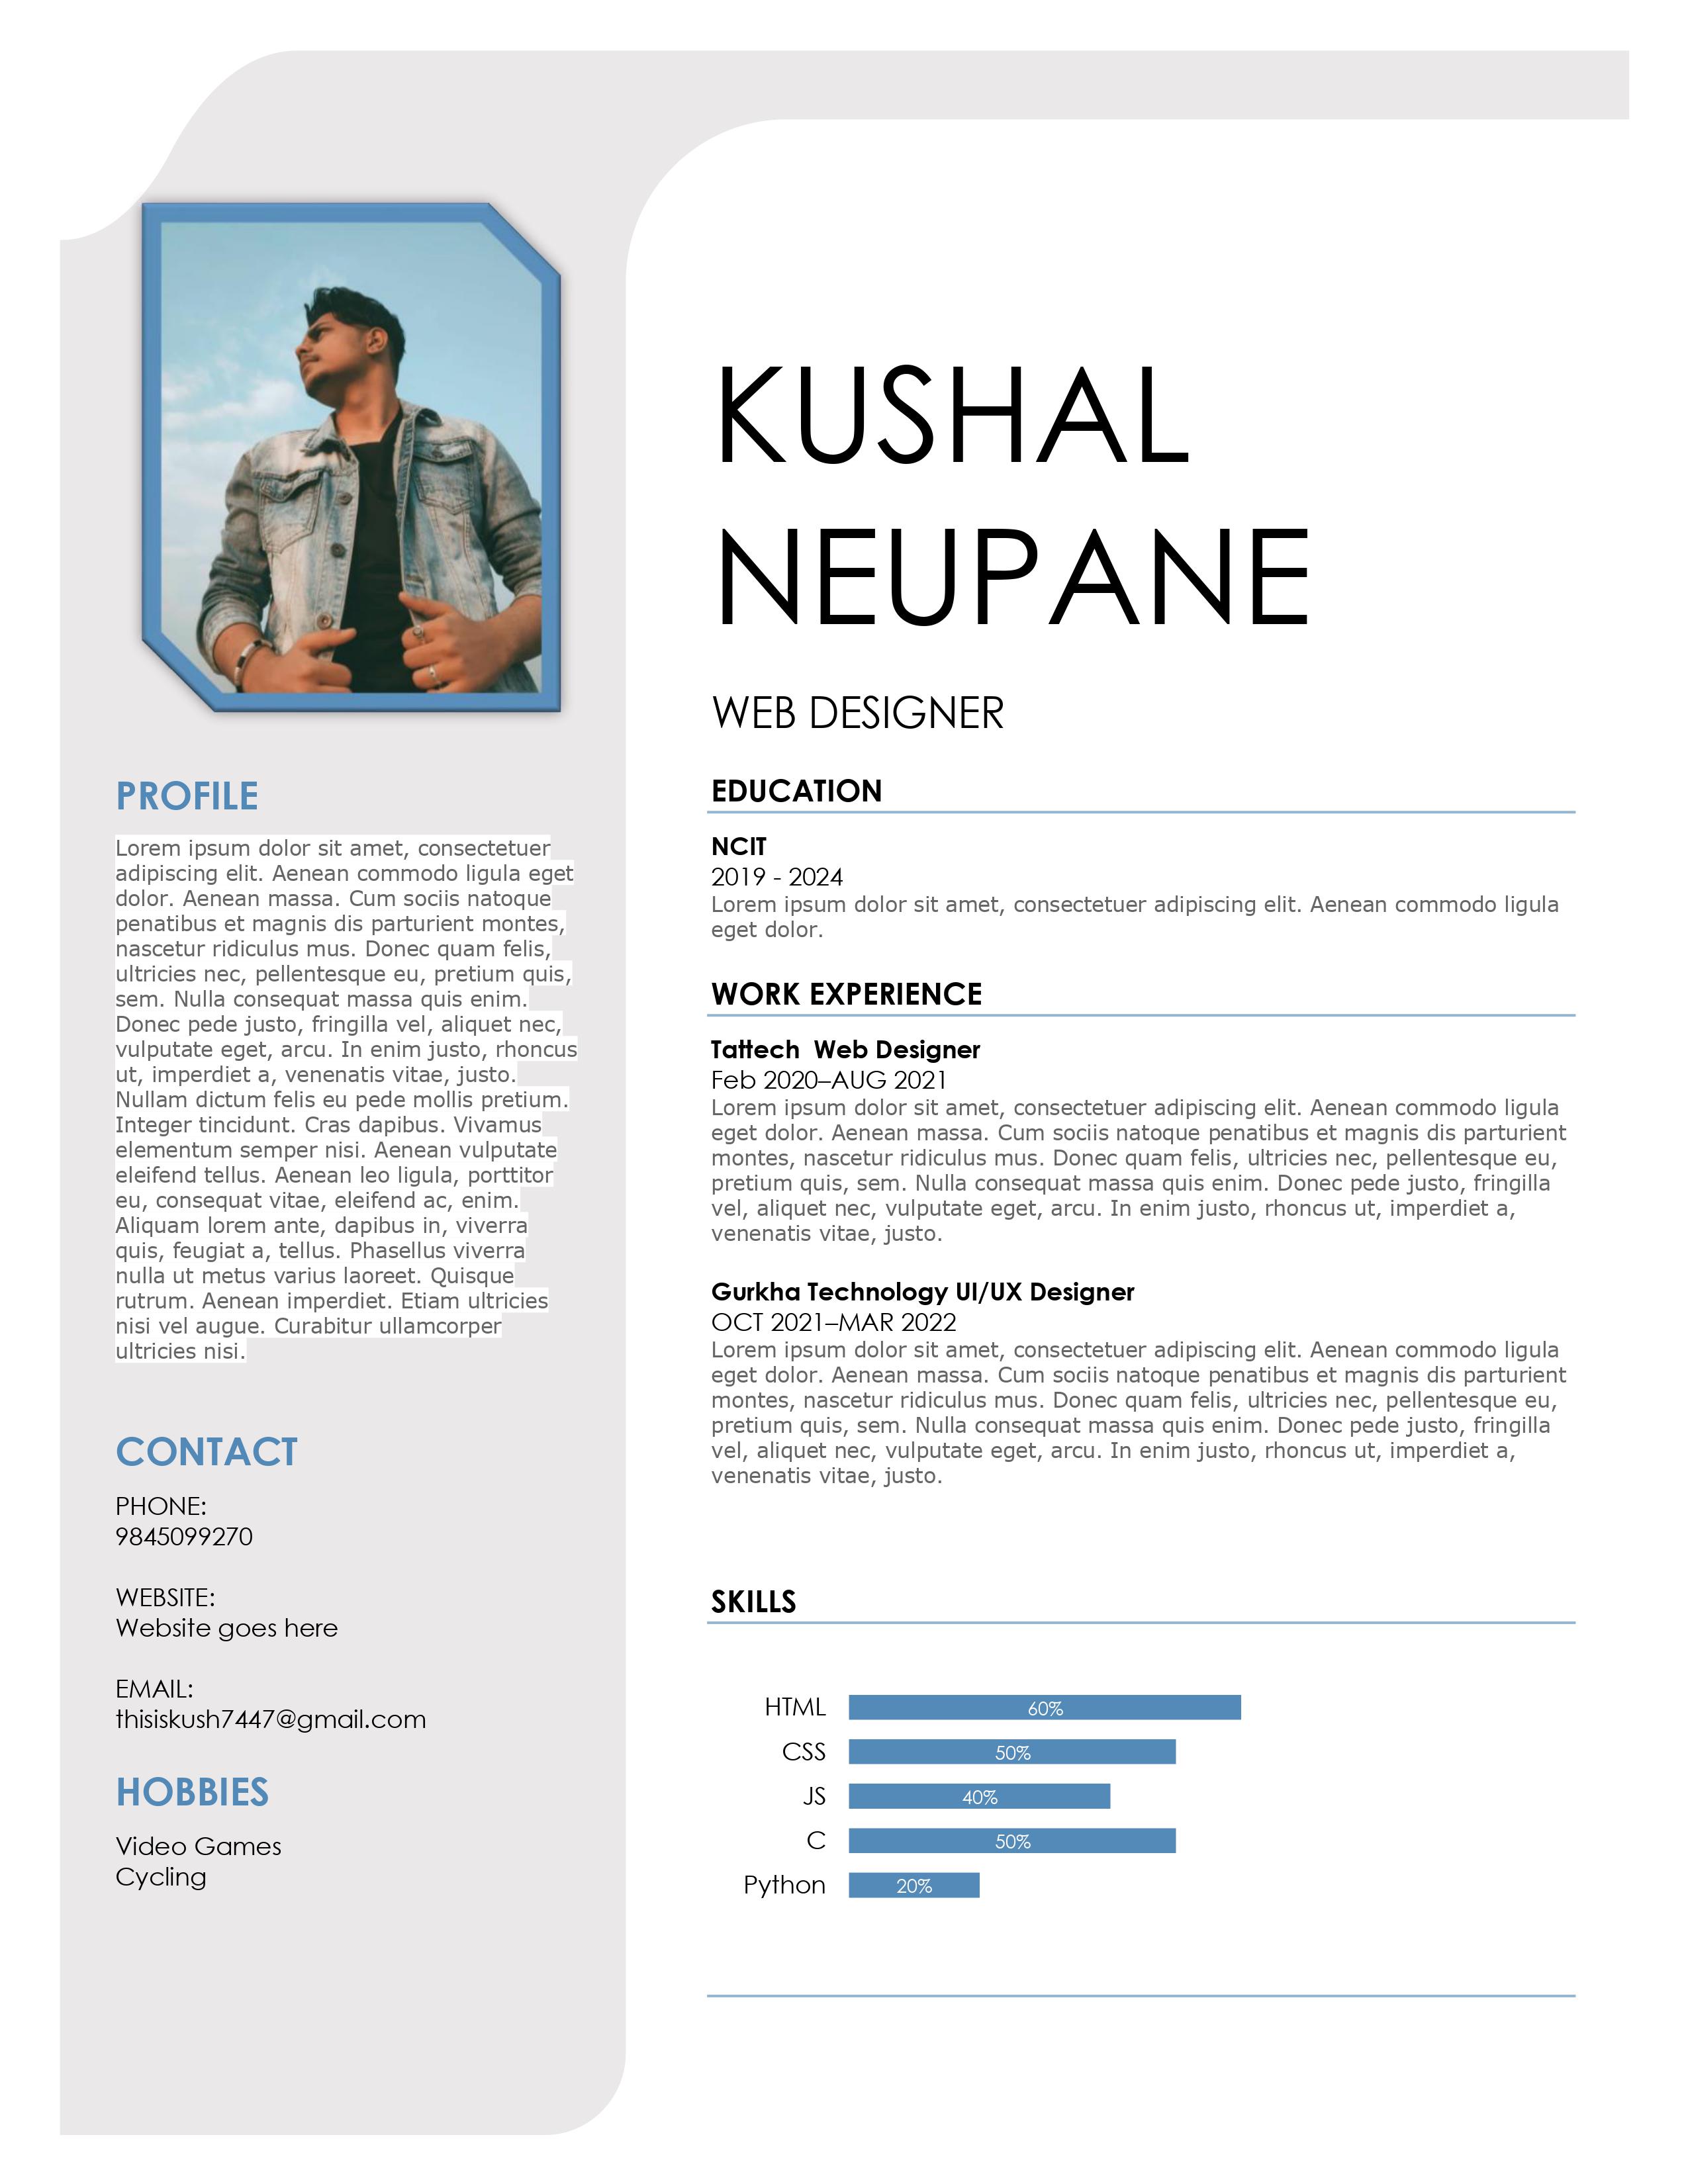 KUSHAL
NEUPANE
WEB DESIGNER
PROFILE
Lorem ipsum dolor sit amet, consectetuer
adipiscing elit. Aenean commodo ligula eget
dolor. Aenean massa. Cum sociis natoque
penatibus et magnis dis parturient montes,
nascetur ridiculus mus. Donec quam felis,
ultricies nec, pellentesque eu, pretium quis,
sem. Nulla consequat massa quis enim.
Donec pede justo, fringilla vel, aliquet nec,
vulputate eget, arcu. In enim justo, rhoncus
ut, imperdiet a, venenatis vitae, justo.
Nullam dictum felis eu pede mollis pretium.
Integer tincidunt. Cras dapibus. Vivamus
elementum semper nisi. Aenean vulputate
eleifend tellus. Aenean leo ligula, porttitor
eu, consequat vitae, eleifend ac, enim.
Aliquam lorem ante, dapibus in, viverra
quis, feugiat a, tellus. Phasellus viverra
nulla ut metus varius laoreet. Quisque
rutrum. Aenean imperdiet. Etiam ultricies
nisi vel augue. Curabitur ullamcorper
ultricies nisi.
CONTACT
PHONE:
9845099270
WEBSITE:
Website goes here
EMAIL:
thisiskush7447@gmail.com
HOBBIES
Video Games
Cycling
EDUCATION
NCIT
2019 - 2024
Lorem ipsum dolor sit amet, consectetuer adipiscing elit. Aenean commodo ligula
eget dolor.
WORK EXPERIENCE
Tattech  Web Designer
Feb 2020–AUG 2021
Lorem ipsum dolor sit amet, consectetuer adipiscing elit. Aenean commodo ligula
eget dolor. Aenean massa. Cum sociis natoque penatibus et magnis dis parturient
montes, nascetur ridiculus mus. Donec quam felis, ultricies nec, pellentesque eu,
pretium quis, sem. Nulla consequat massa quis enim. Donec pede justo, fringilla
vel, aliquet nec, vulputate eget, arcu. In enim justo, rhoncus ut, imperdiet a,
venenatis vitae, justo.
Gurkha Technology UI/UX Designer
OCT 2021–MAR 2022
Lorem ipsum dolor sit amet, consectetuer adipiscing elit. Aenean commodo ligula
eget dolor. Aenean massa. Cum sociis natoque penatibus et magnis dis parturient
montes, nascetur ridiculus mus. Donec quam felis, ultricies nec, pellentesque eu,
pretium quis, sem. Nulla consequat massa quis enim. Donec pede justo, fringilla
vel, aliquet nec, vulputate eget, arcu. In enim justo, rhoncus ut, imperdiet a,
venenatis vitae, justo.
SKILLS
HTML 60%
CSS 50%
JS 40%
C 50%
Python 20%